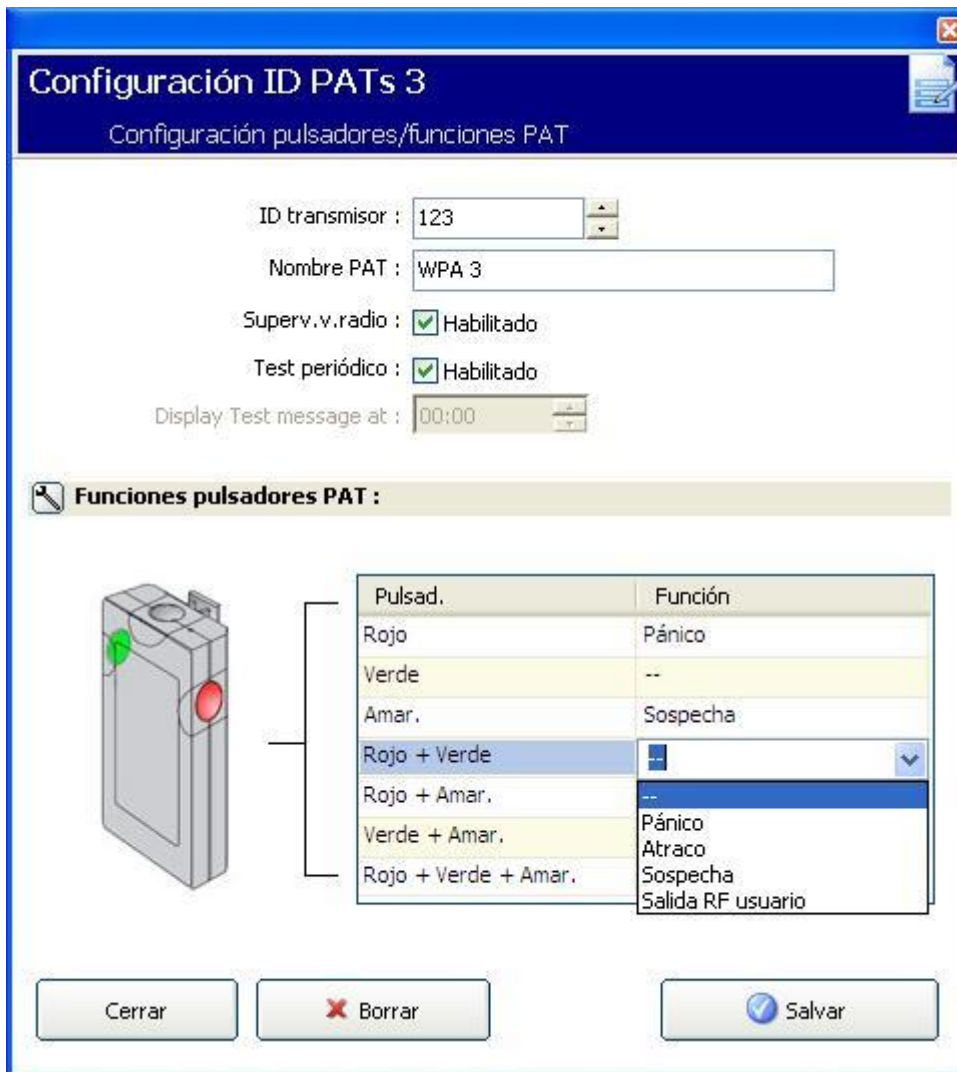 Configuración ID PATs 3
Configuración pulsadores/funciones PAT
ID transmisor : 123
Nombre PAT : WPA 3
Superv.v.radio : Habilitado
Test periódico : Habilitado
Display Test message at : 00:00
Funciones pulsadores PAT :
Pulsad. Función
Rojo Pánico
Verde --
Amar. Sospecha
Rojo + Verde --
Rojo + Amar. --
Verde + Amar. Pánico
Atraco
Rojo + Verde + Amar. Sospecha
Salida RF usuario
Cerrar Borrar Salvar